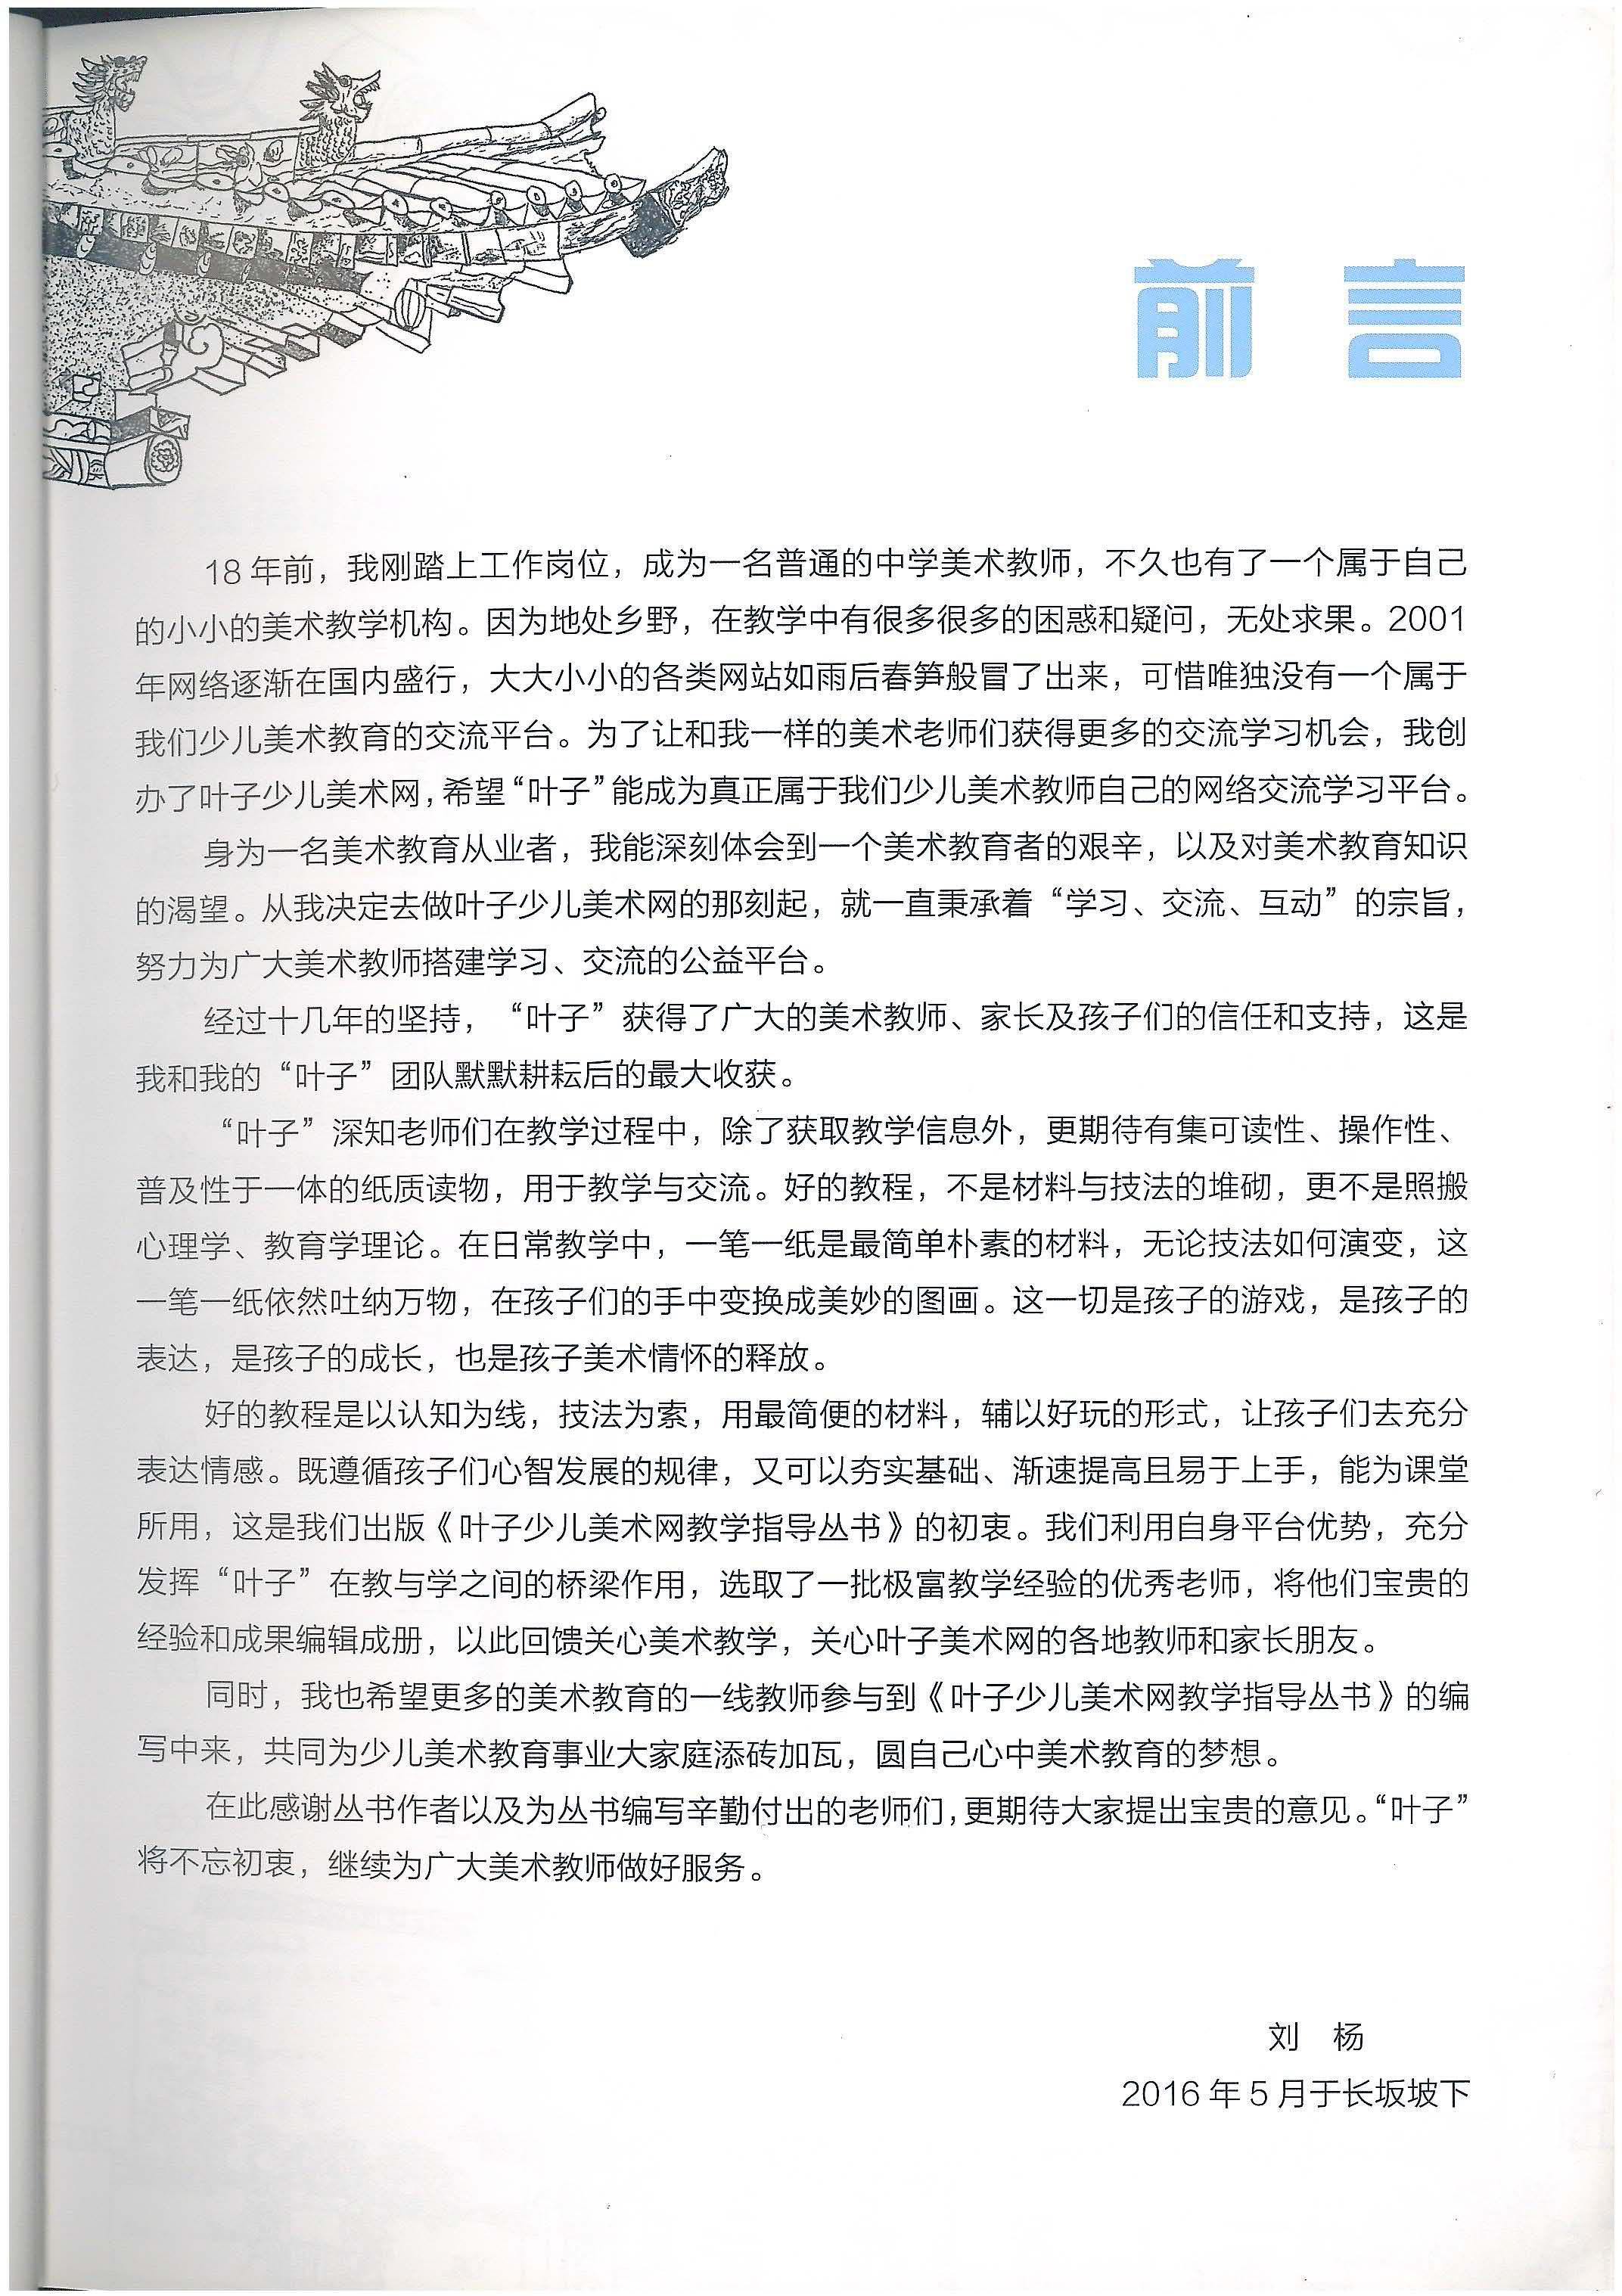 前言
18年前，我刚踏上工作岗位，成为一名普通的中学美术教师，不久也有了一个属于自己
的小小的美术教学机构。因为地处乡野，在教学中有很多很多的困惑和疑问，无处求果。2001
年网络逐渐在国内盛行，大大小小的各类网站如雨后春笋般冒了出来，可惜唯独没有一个属于
我们少儿美术教育的交流平台。为了让和我一样的美术老师们获得更多的交流学习机会，我创
办了叶子少儿美术网，希望“叶子”能成为真正属于我们少儿美术教师自己的网络交流学习平台。
身为一名美术教育从业者，我能深刻体会到一个美术教育者的艰辛，以及对美术教育知识
的渴望。从我决定去做叶子少儿美术网的那刻起，就一直秉承着“学习、交流、互动”的宗旨，
努力为广大美术教师搭建学习、交流的公益平台。
经过十几年的坚持，“叶子”获得了广大的美术教师、家长及孩子们的信任和支持，这是
我和我的“叶子”团队默默耕耘后的最大收获。
“叶子”深知老师们在教学过程中，除了获取教学信息外，更期待有集可读性、操作性、
普及性于一体的纸质读物，用于教学与交流。好的教程，不是材料与技法的堆砌，更不是照搬
心理学、教育学理论。在日常教学中，一笔一纸是最简单朴素的材料，无论技法如何演变，这
一笔一纸依然吐纳万物，在孩子们的手中变换成美妙的图画。这一切是孩子的游戏，是孩子的
表达，是孩子的成长，也是孩子美术情怀的释放。
好的教程是以认知为线，技法为索，用最简便的材料，辅以好玩的形式，让孩子们去充分
表达情感。既遵循孩子们心智发展的规律，又可以夯实基础、渐速提高且易于上手，能为课堂
所用，这是我们出版《叶子少儿美术网教学指导丛书》的初衷。我们利用自身平台优势，充分
发挥“叶子”在教与学之间的桥梁作用，选取了一批极富教学经验的优秀老师，将他们宝贵的
经验和成果编辑成册，以此回馈关心美术教学，关心叶子美术网的各地教师和家长朋友。
同时，我也希望更多的美术教育的一线教师参与到《叶子少儿美术网教学指导丛书》的编
写中来，共同为少儿美术教育事业大家庭添砖加瓦，圆自己心中美术教育的梦想。
在此感谢丛书作者以及为丛书编写辛勤付出的老师们，更期待大家提出宝贵的意见。“叶子”
将不忘初衷，继续为广大美术教师做好服务。
刘 杨
2016年5月于长坂坡下